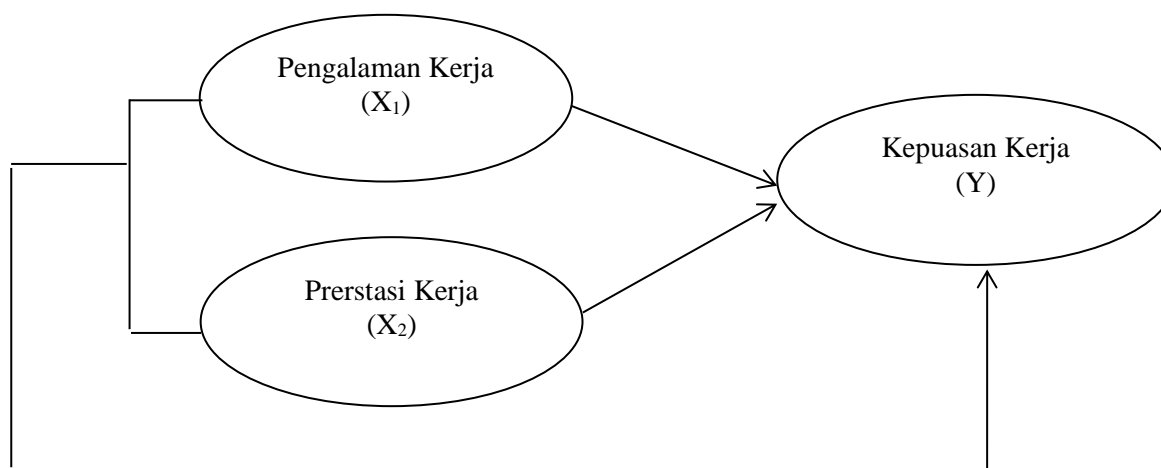 Pengalaman Kerja
(X₁)
Kepuasan Kerja
(Y)
Prerstasi Kerja
(X₂)